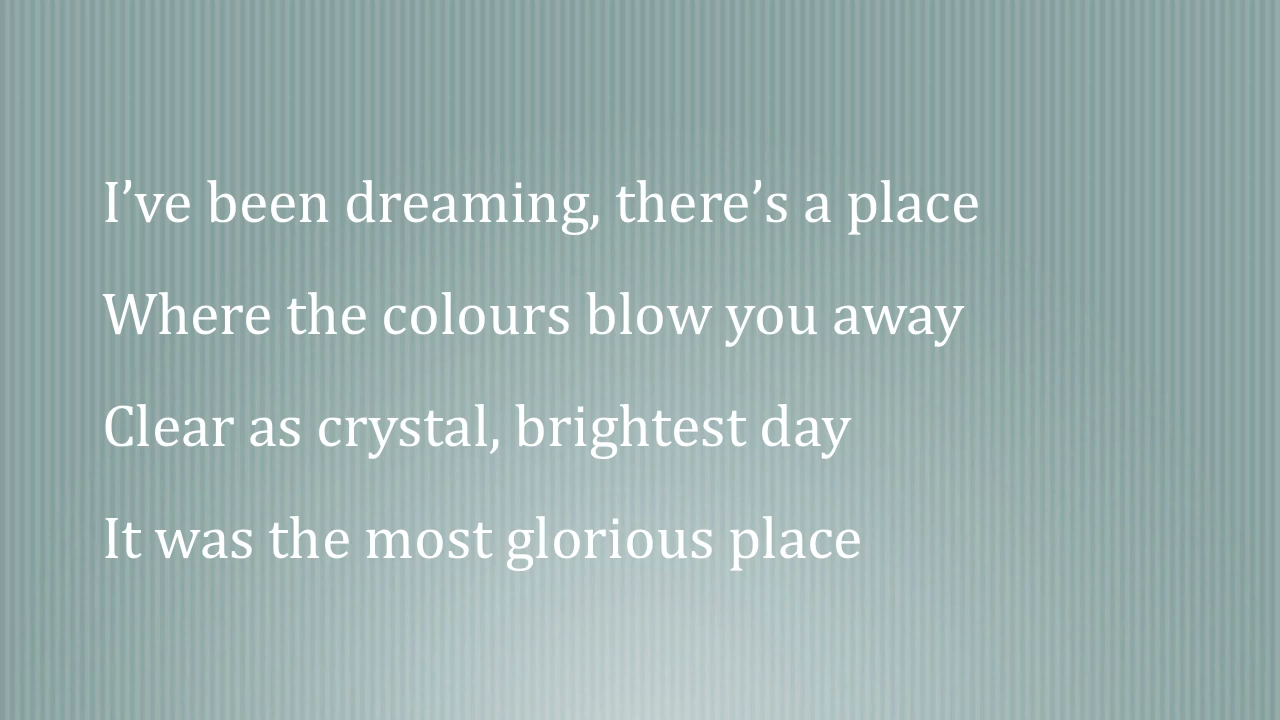 I’ve been dreaming, there’s a place
Where the colours blow you away
Clear as crystal, brightest day
It was the most glorious place